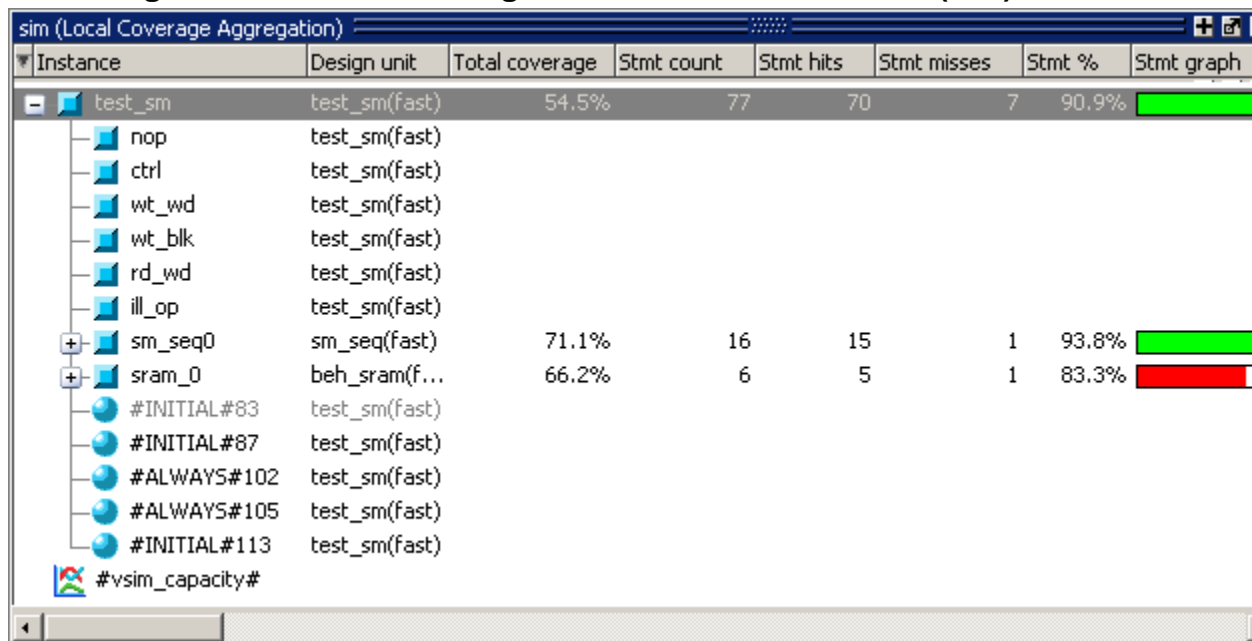 sim (Local Coverage Aggregation)
Instance Design unit Total coverage Stmt count Stmt hits Stmt misses Stmt % Stmt graph
test_sm test_sm(fast) 54.5% 77 70 7 90.9%
nop test_sm(fast)
ctrl test_sm(fast)
wt_wd test_sm(fast)
wt_blk test_sm(fast)
rd_wd test_sm(fast)
ill_op test_sm(fast)
sm_seq0 sm_seq(fast) 71.1% 16 15 1 93.8%
sram_0 beh_sram(f... 66.2% 6 5 1 83.3%
#INITIAL#83 test_sm(fast)
#INITIAL#87 test_sm(fast)
#ALWAYS#102 test_sm(fast)
#ALWAYS#105 test_sm(fast)
#INITIAL#113 test_sm(fast)
#vsim_capacity#